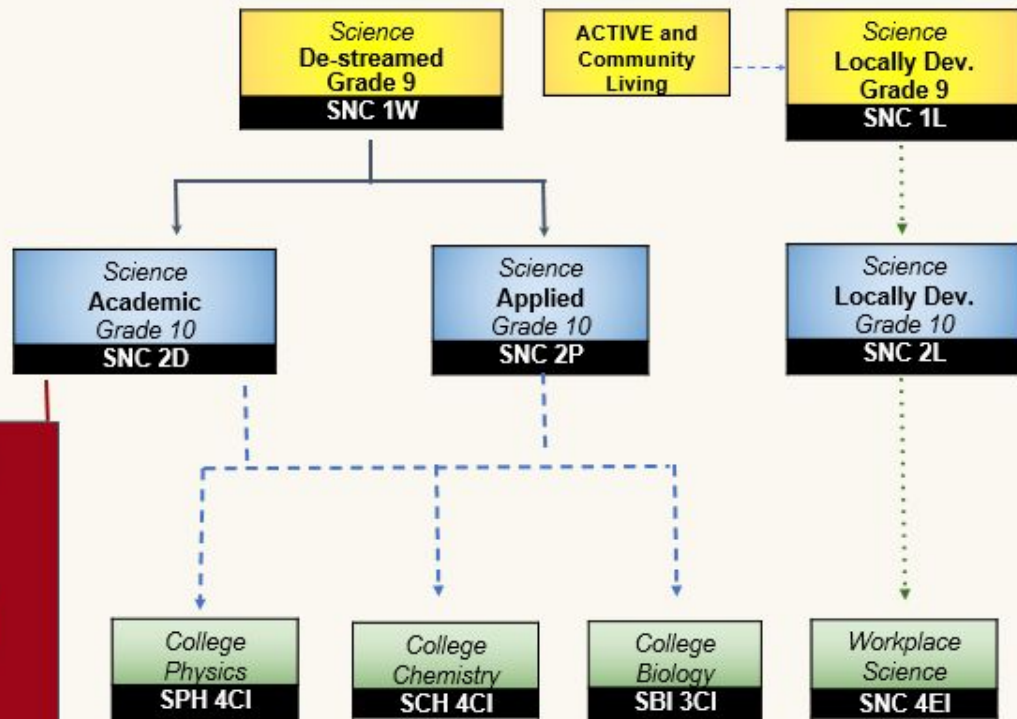 Science
De-streamed
Grade 9
SNC 1W
ACTIVE and
Community
Living
Science
Locally Dev.
Grade 9
SNC 1L
Science
Academic
Grade 10
SNC 2D
Science
Applied
Grade 10
SNC 2P
Science
Locally Dev.
Grade 10
SNC 2L
College
Physics
SPH 4CI
College
Chemistry
SCH 4CI
College
Biology
SBI 3CI
Workplace
Science
SNC 4EI